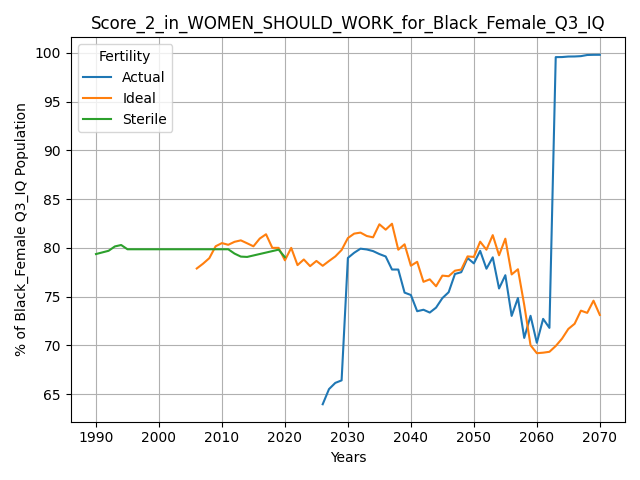 Score_2_in_WOMEN_SHOULD_WORK_for_Black_Female_Q3_IQ
Fertility
Actual
Ideal
Sterile
% of Black_Female Q3_IQ Population
100
95
90
85
80
75
70
65
1990
2000
2010
2020
2030
2040
2050
2060
2070
Years